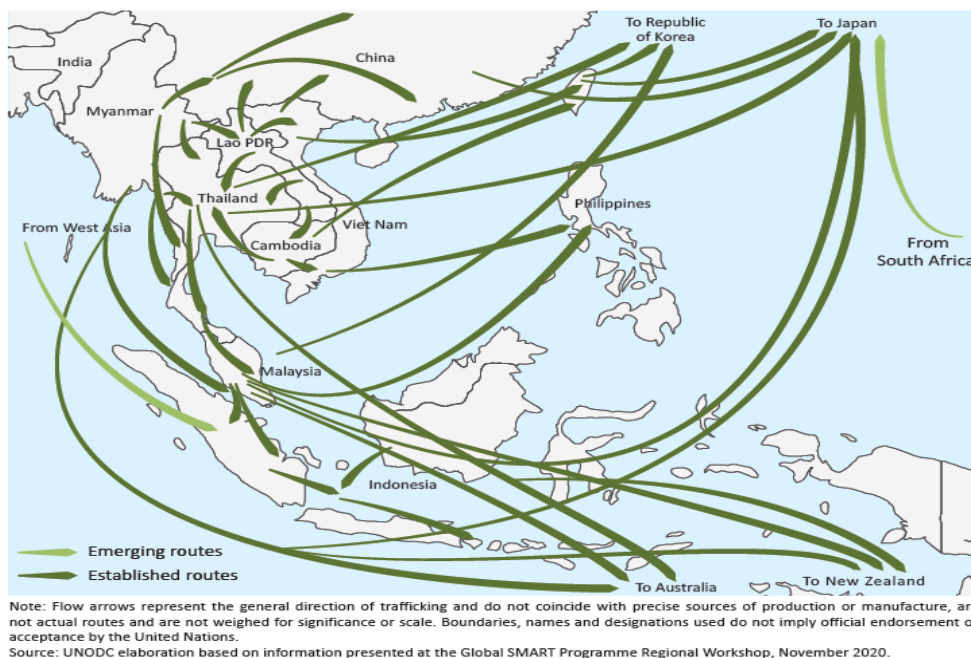 To Republic
of Korea
To Japan
China
India
Myanmar
Lao PDR
Thailand
Philippines
From West Asia
Viet Nam
Cambodia
From
South Africa
Malaysia
Indonesia
Emerging routes
Established routes
To Australia
To New Zealand
Note: Flow arrows represent the general direction of trafficking and do not coincide with precise sources of production or manufacture, ar
not actual routes and are not weighed for significance or scale. Boundaries, names and designations used do not imply official endorsement o
acceptance by the United Nations.
Source: UNODC elaboration based on information presented at the Global SMART Programme Regional Workshop, November 2020.